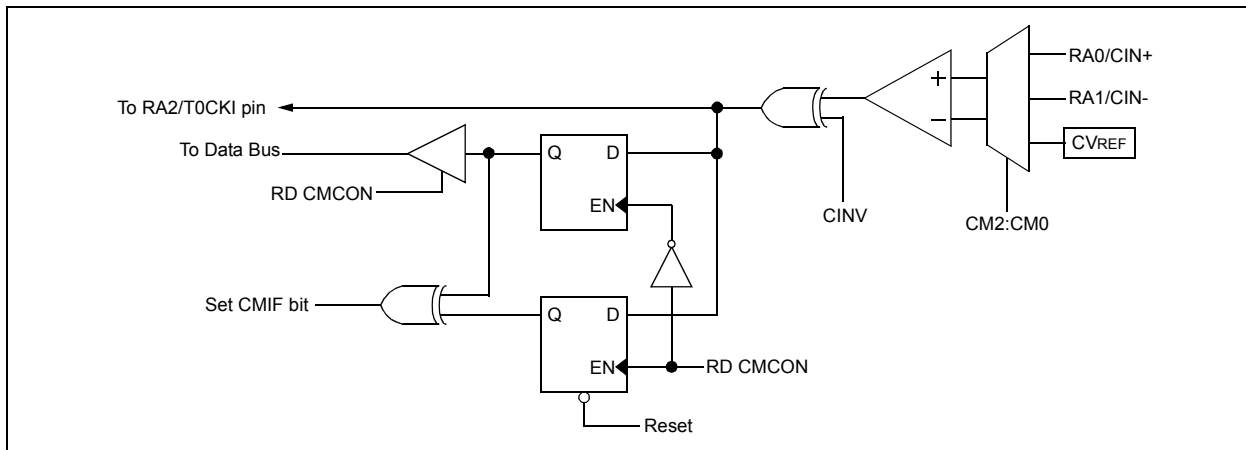 RA0/CIN+
To RA2/T0CKI pin
RA1/CIN-
To Data Bus
Q D
CVREF
RD CMCON
EN
CINV
CM2:CM0
Set CMIF bit
Q D
EN
RD CMCON
Reset
+
−